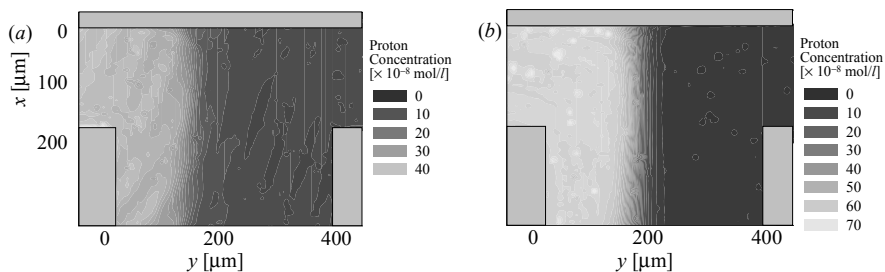 (a)
0
100
200
x [μm]
0
200
400
y [μm]
Proton
Concentration
[× 10⁻⁸ mol/l]
0
10
20
30
40
(b)
0
200
400
y [μm]
Proton
Concentration
[× 10⁻⁸ mol/l]
0
10
20
30
40
50
60
70